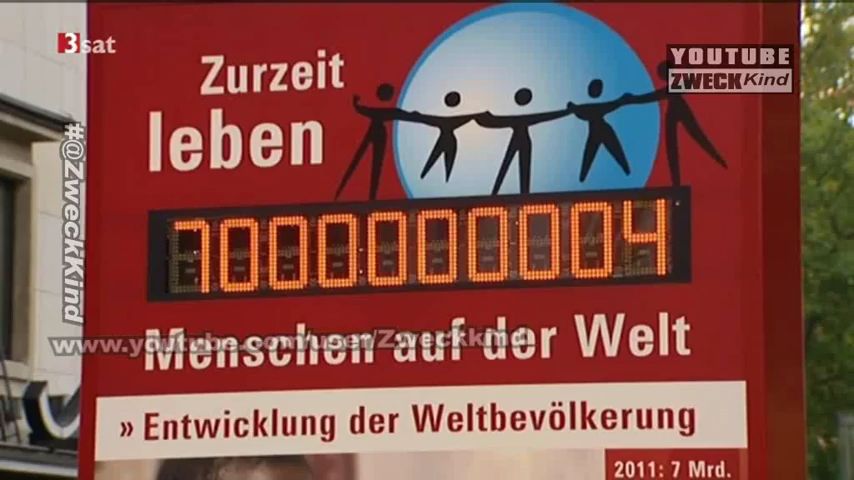 3sat
YOUTUBE
ZWECKKind
Zurzeit
leben
#@ZweckKind
7000000004
Menschen auf der Welt
www.youtube.com/user/Zweckkind
» Entwicklung der Weltbevölkerung
2011: 7 Mrd.